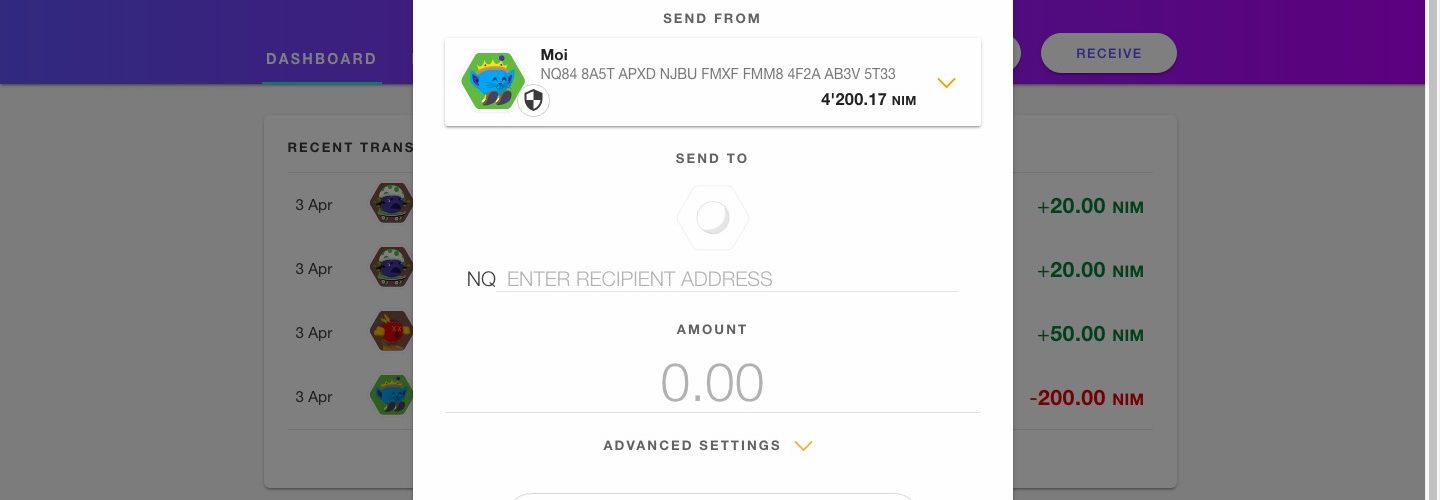 SEND FROM
Moi
NQ84 8A5T APXD NJBU FMXF FMM8 4F2A AB3V 5T33
4'200.17 NIM
DASHBOARD
RECEIVE
SEND TO
NQ ENTER RECIPIENT ADDRESS
AMOUNT
0.00
ADVANCED SETTINGS
RECENT TRANS
3 Apr
+20.00 NIM
3 Apr
+20.00 NIM
3 Apr
+50.00 NIM
3 Apr
-200.00 NIM